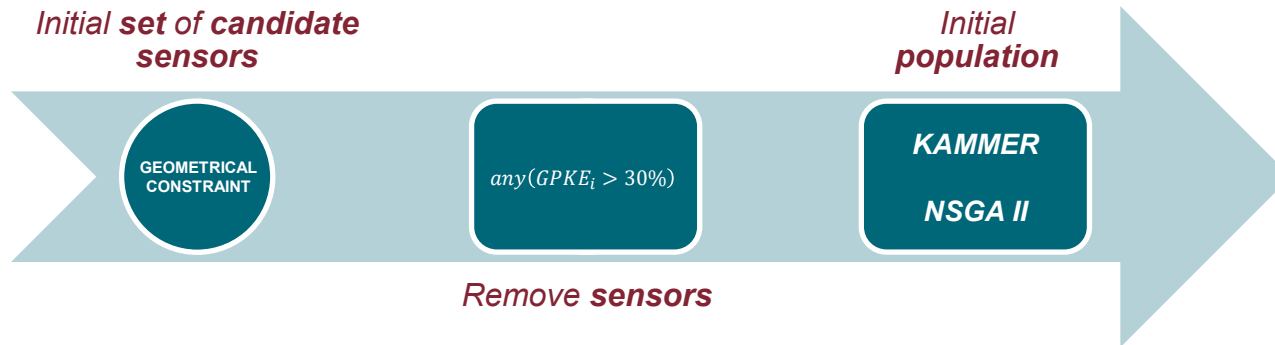 Initial set of candidate
sensors
GEOMETRICAL
CONSTRAINT
any(GPKE_i > 30%)
Remove sensors
Initial
population
KAMMER
NSGA II